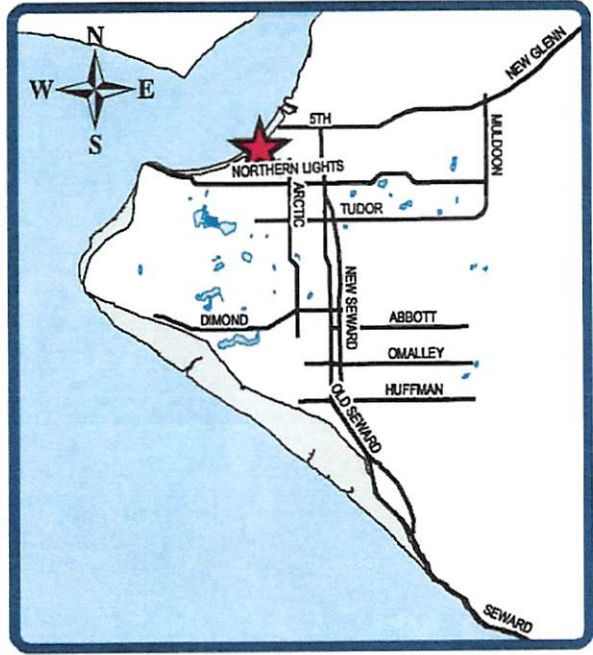 N
W E
S
NEW GLENN
5TH
MULDOON
NORTHERN LIGHTS
ARCTIC
TUDOR
NEW SEWARD
DIMOND
ABBOTT
OMALLEY
HUFFMAN
OLD SEWARD
SEWARD